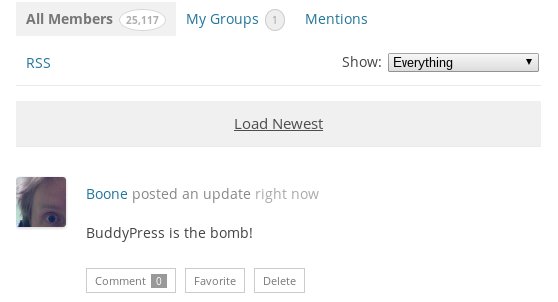 All Members 25,117 My Groups 1 Mentions
RSS Show: Everything
Load Newest
Boone posted an update right now
BuddyPress is the bomb!
Comment 0 Favorite Delete